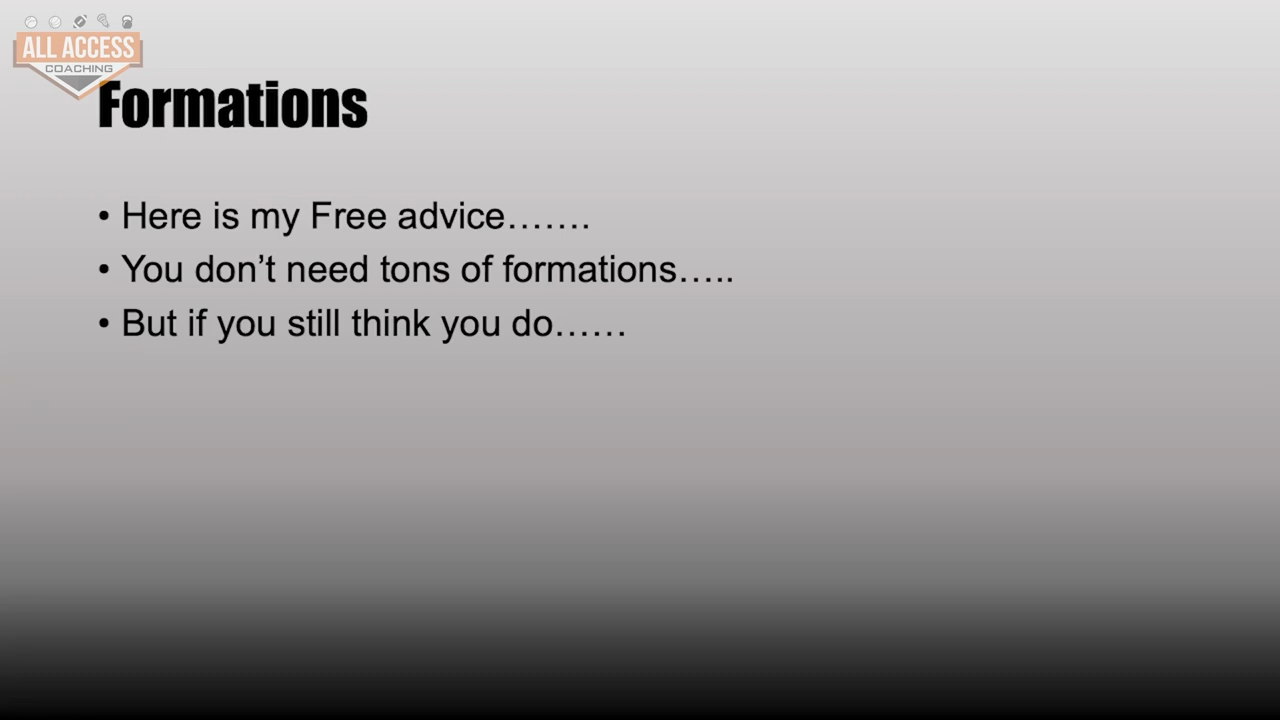 ALL ACCESS
COACHING
Formations
• Here is my Free advice…….
• You don’t need tons of formations…..
• But if you still think you do……